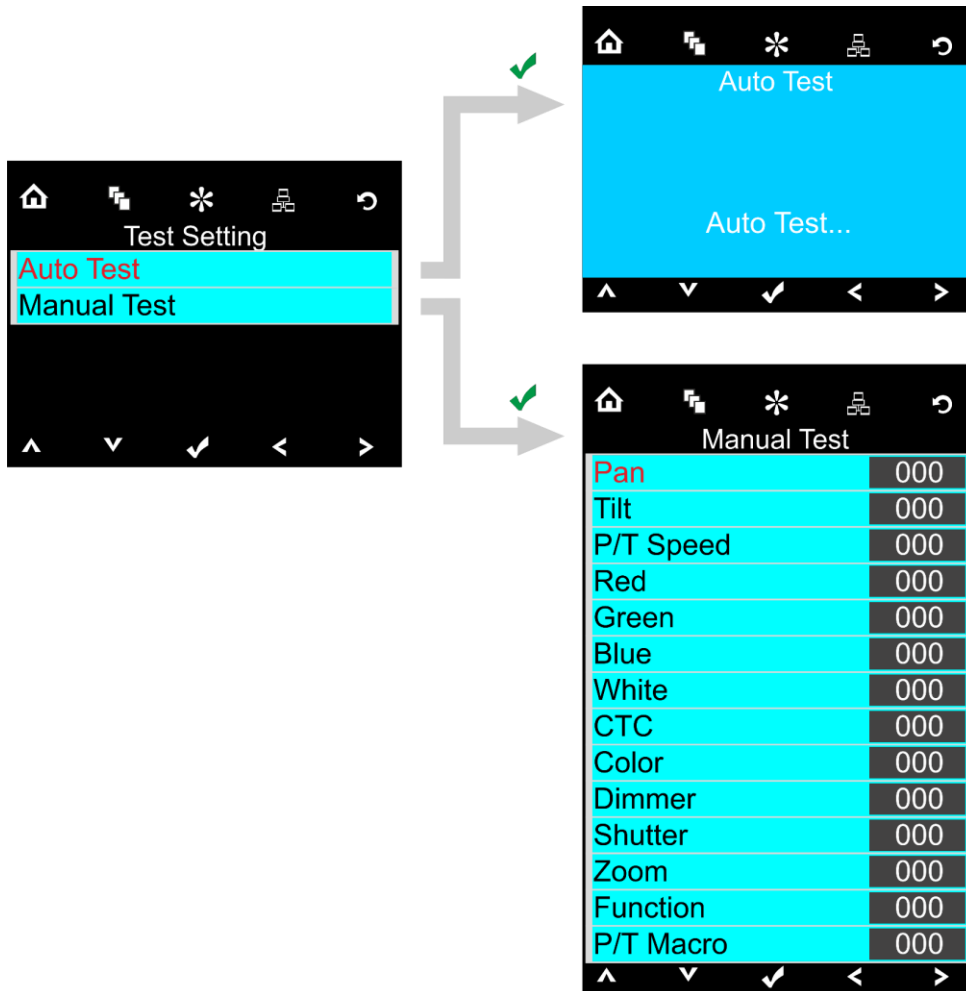 Test Setting
Auto Test
Manual Test
Auto Test
Auto Test...
Manual Test
Pan 000
Tilt 000
P/T Speed 000
Red 000
Green 000
Blue 000
White 000
CTC 000
Color 000
Dimmer 000
Shutter 000
Zoom 000
Function 000
P/T Macro 000